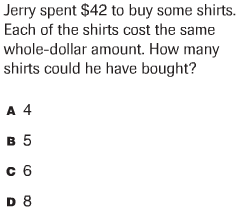 Jerry spent $42 to buy some shirts.
Each of the shirts cost the same
whole-dollar amount. How many
shirts could he have bought?
A 4
B 5
C 6
D 8